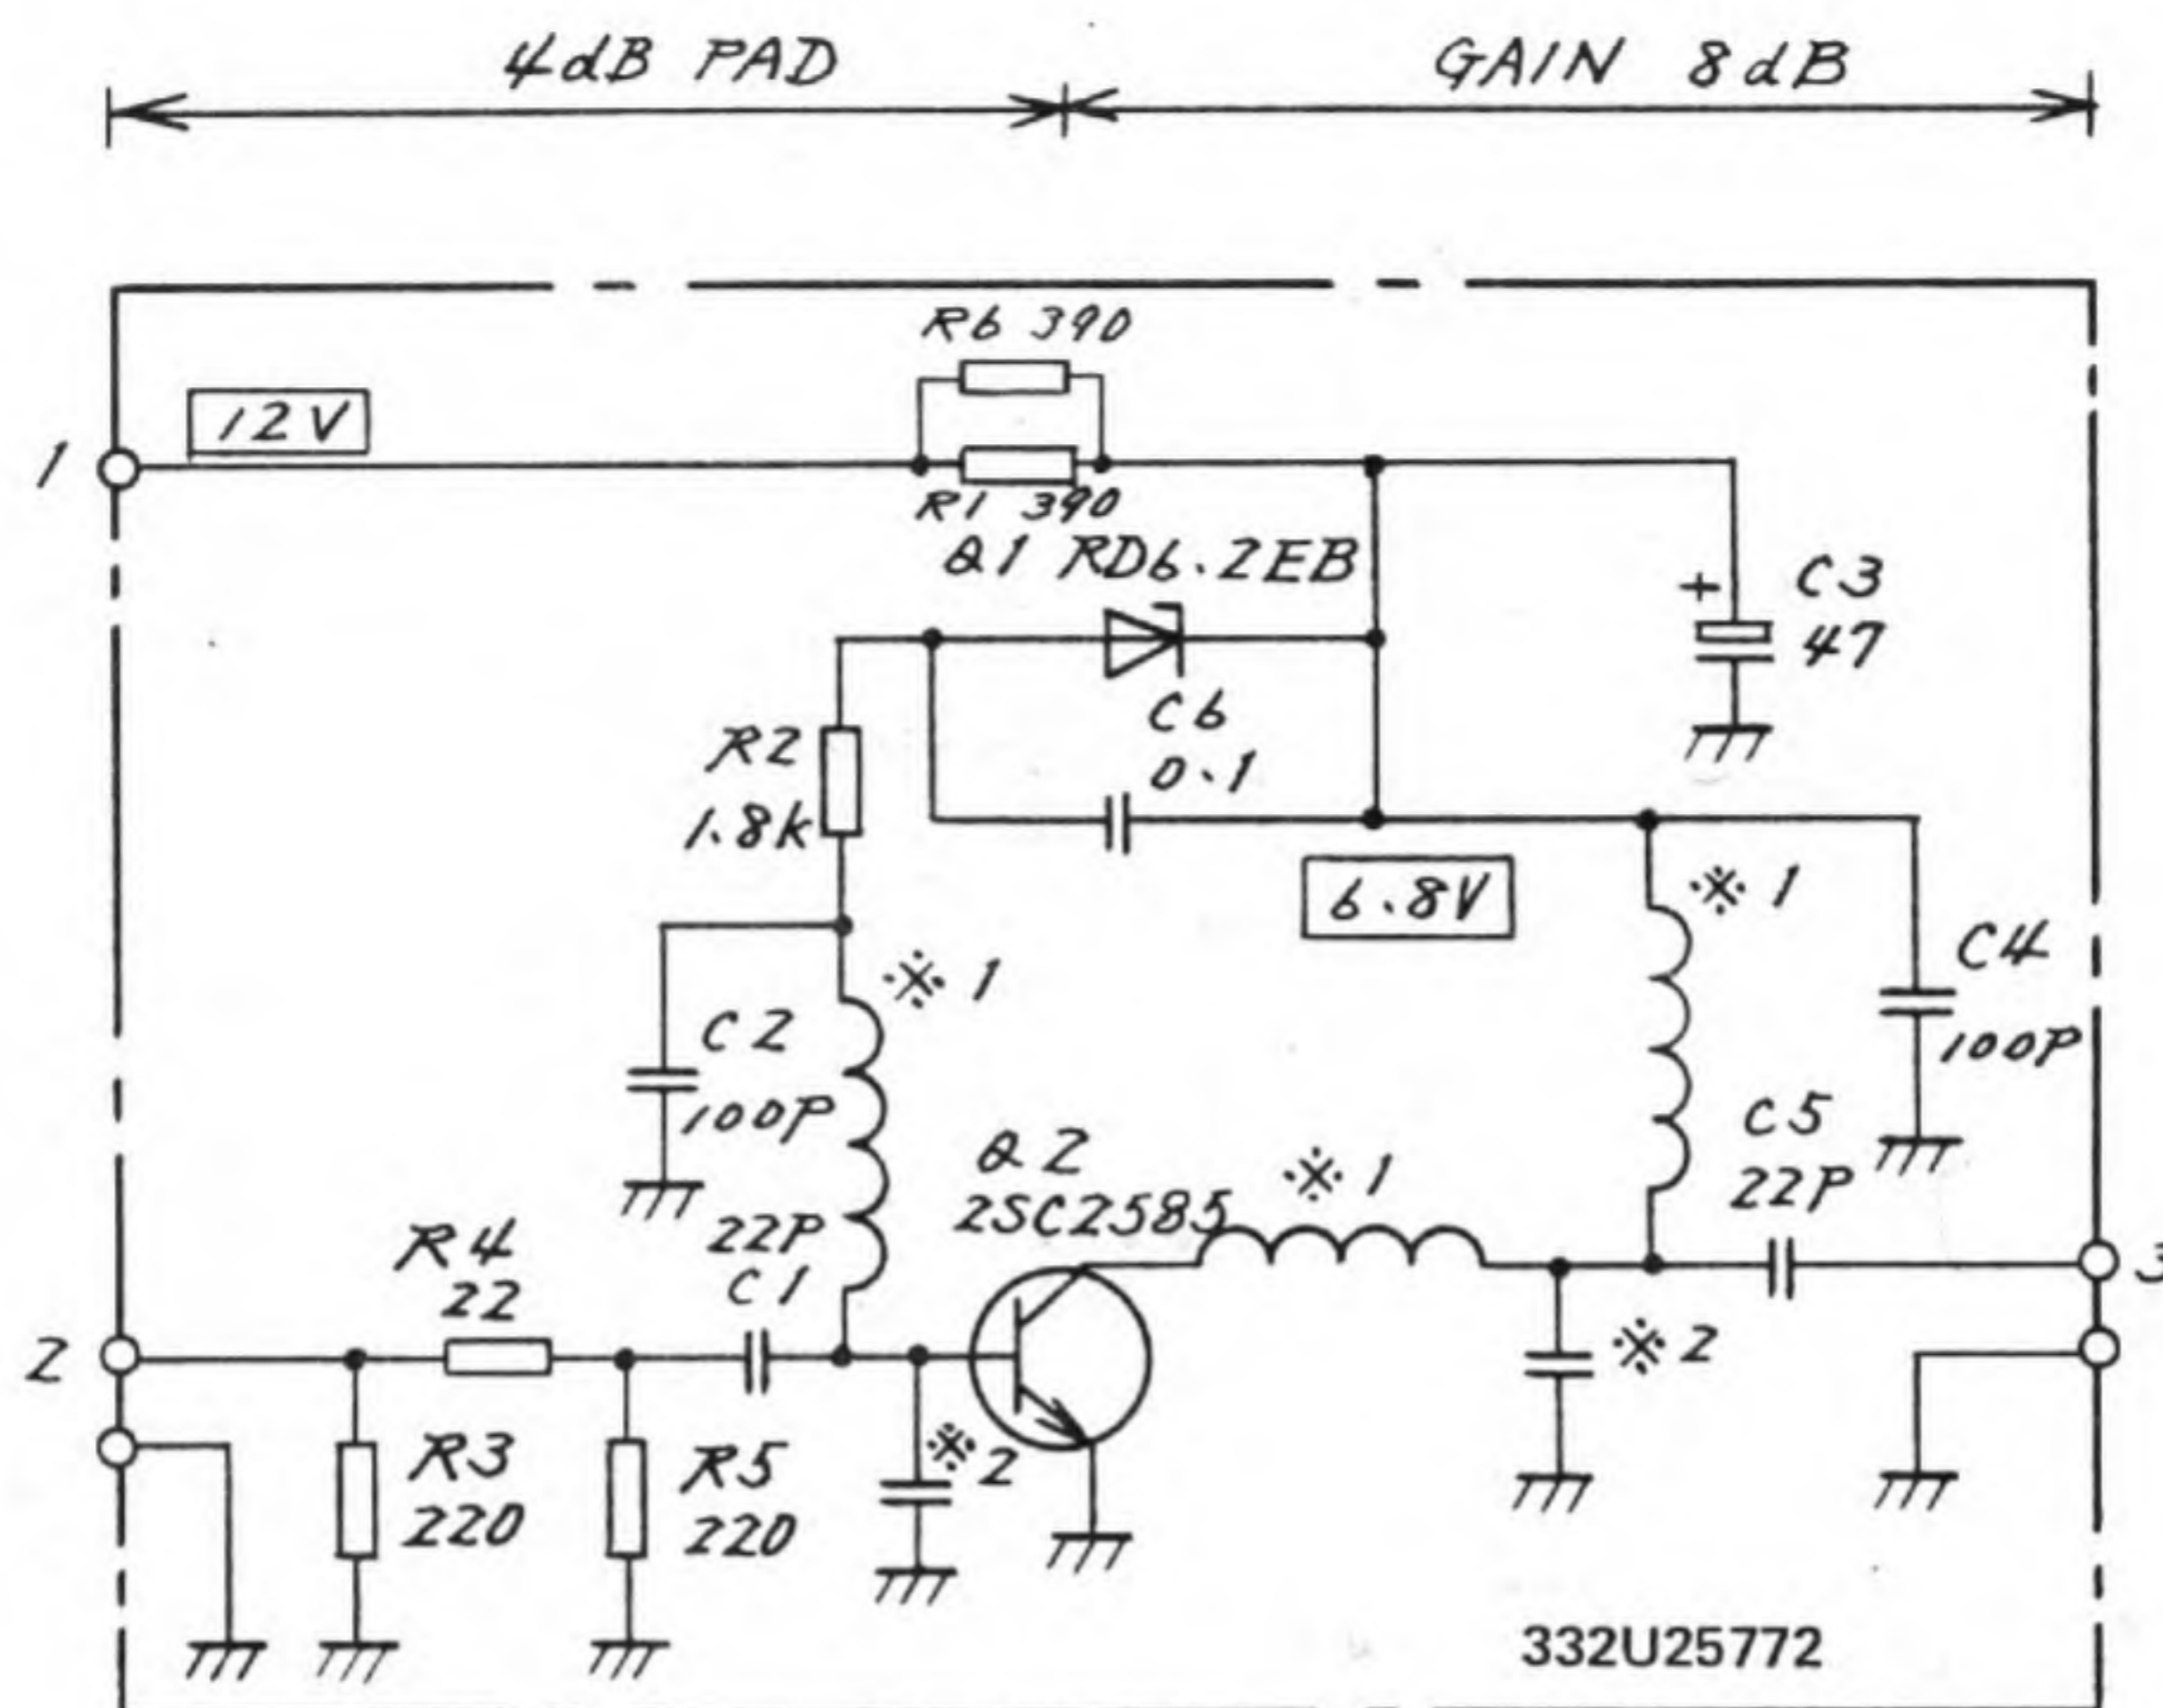 4dB PAD
GAIN 8dB
R6 390
12V
1
R1 390
Q1 RD6.2EB
C3
+
47
C6
0.1
R2
1.8k
6.8V
※1
※1
C4
100P
C2
100P
C5
22P
Q2
2SC2585
※1
R4
22
22P
C1
3
2
※2
※2
R3
220
R5
220
332U25772